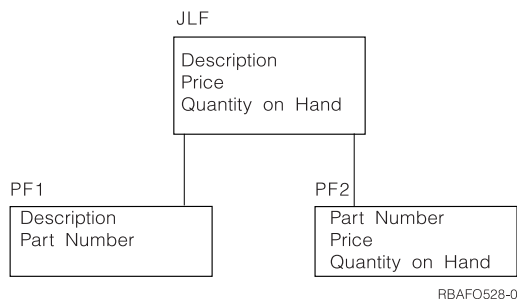 JLF
Description
Price
Quantity on Hand
PF1
Description
Part Number
PF2
Part Number
Price
Quantity on Hand
RBAFO528-0